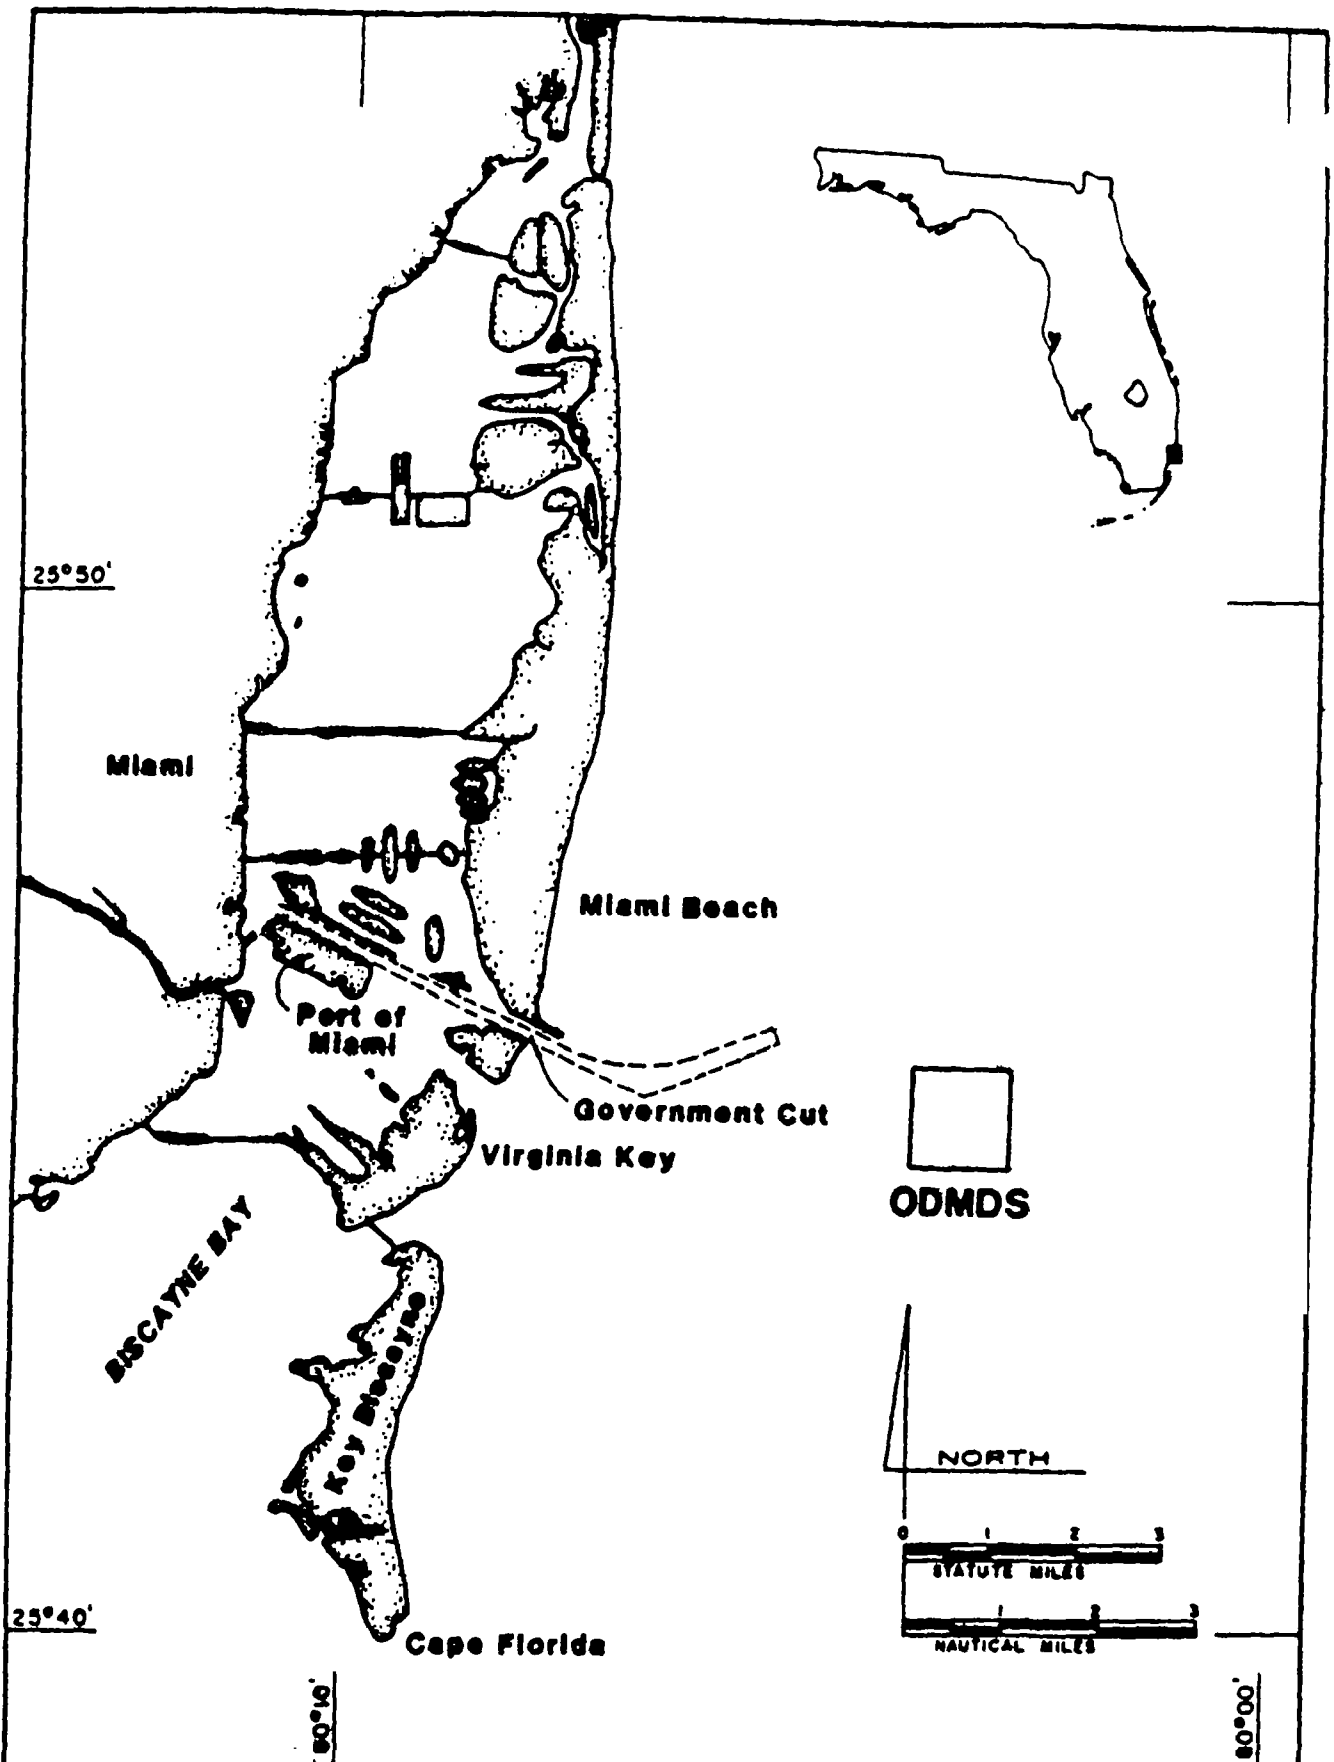 25°50'
Miami
Miami Beach
Port of
Miami
Government Cut
Virginia Key
ODMDS
BISCAYNE BAY
Key Biscayne
NORTH
0 1 2 3
STATUTE MILES
1 2 3
NAUTICAL MILES
25°40'
Cape Florida
80°10'
80°00'